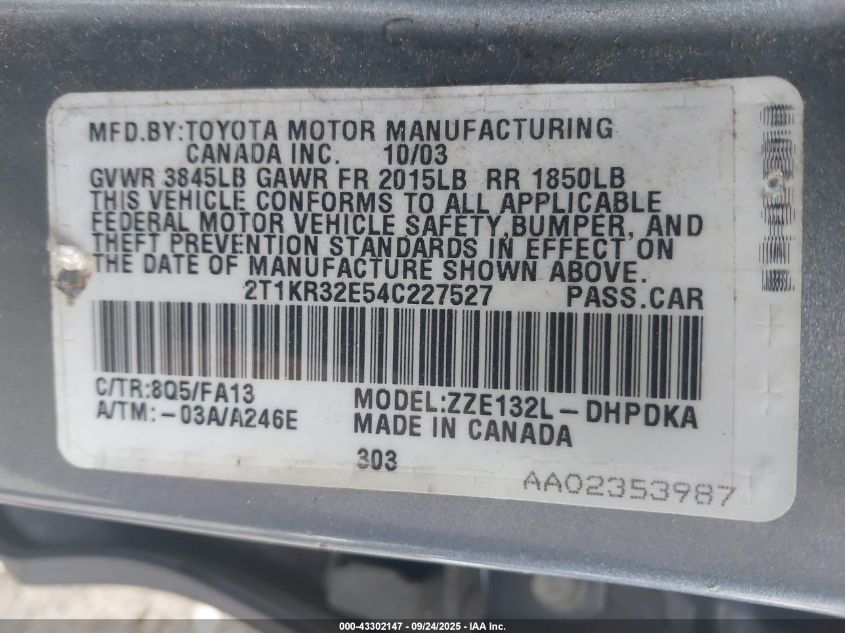 MFD.BY:TOYOTA MOTOR MANUFACTURING
CANADA INC. 10/03
GVWR 3845LB GAWR FR 2015LB RR 1850LB
THIS VEHICLE CONFORMS TO ALL APPLICABLE
FEDERAL MOTOR VEHICLE SAFETY,BUMPER, AND
THEFT PREVENTION STANDARDS IN EFFECT ON
THE DATE OF MANUFACTURE SHOWN ABOVE.
2T1KR32E54C227527 PASS.CAR
C/TR:8Q5/FA13 MODEL:ZZE132L-DHPDKA
A/TM:-03A/A246E MADE IN CANADA
303
AA02353987
000-43302147 - 09/24/2025 - IAA Inc.